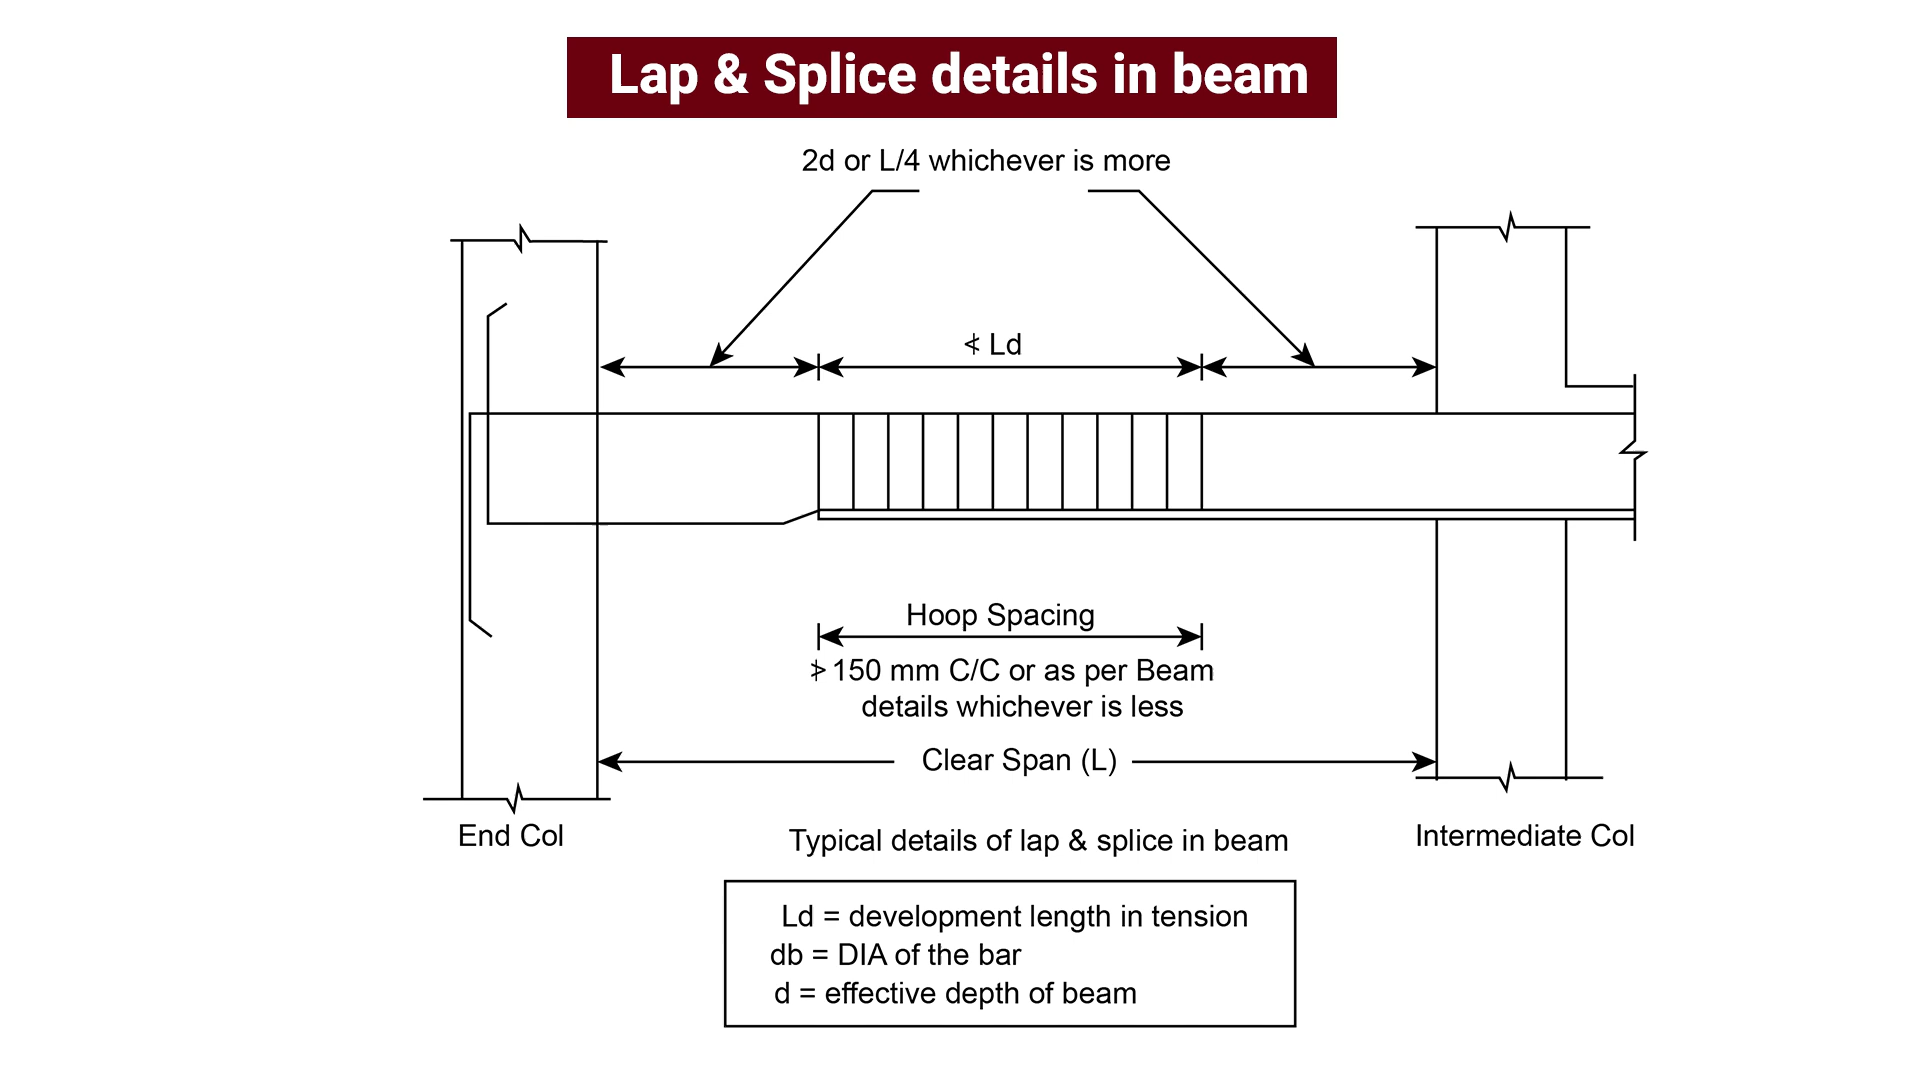 Lap & Splice details in beam
2d or L/4 whichever is more
≮ Ld
Hoop Spacing
≯ 150 mm C/C or as per Beam
details whichever is less
Clear Span (L)
End Col
Typical details of lap & splice in beam
Intermediate Col
Ld = development length in tension
db = DIA of the bar
d = effective depth of beam